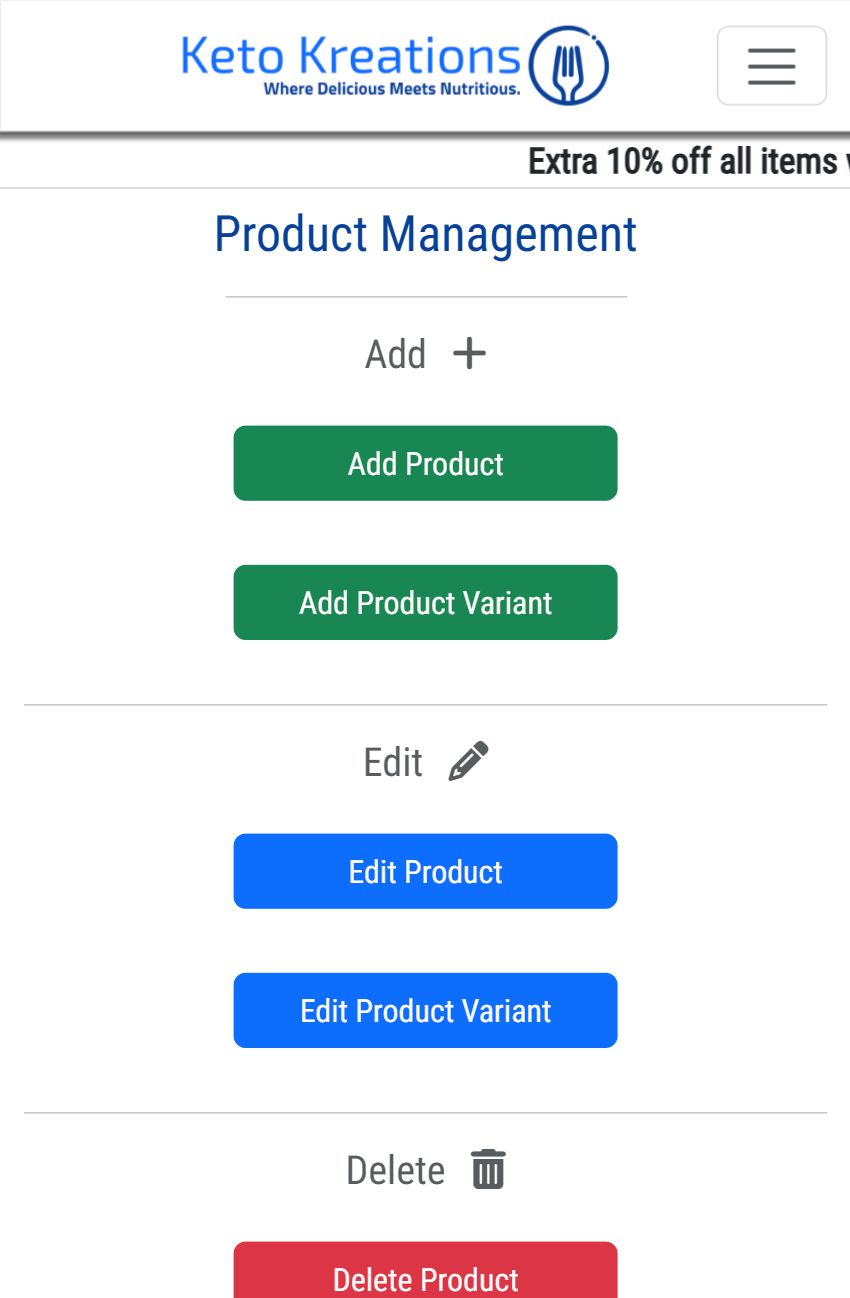 Keto Kreations
Where Delicious Meets Nutritious.
Extra 10% off all items
Product Management
Add
Add Product
Add Product Variant
Edit
Edit Product
Edit Product Variant
Delete
Delete Product